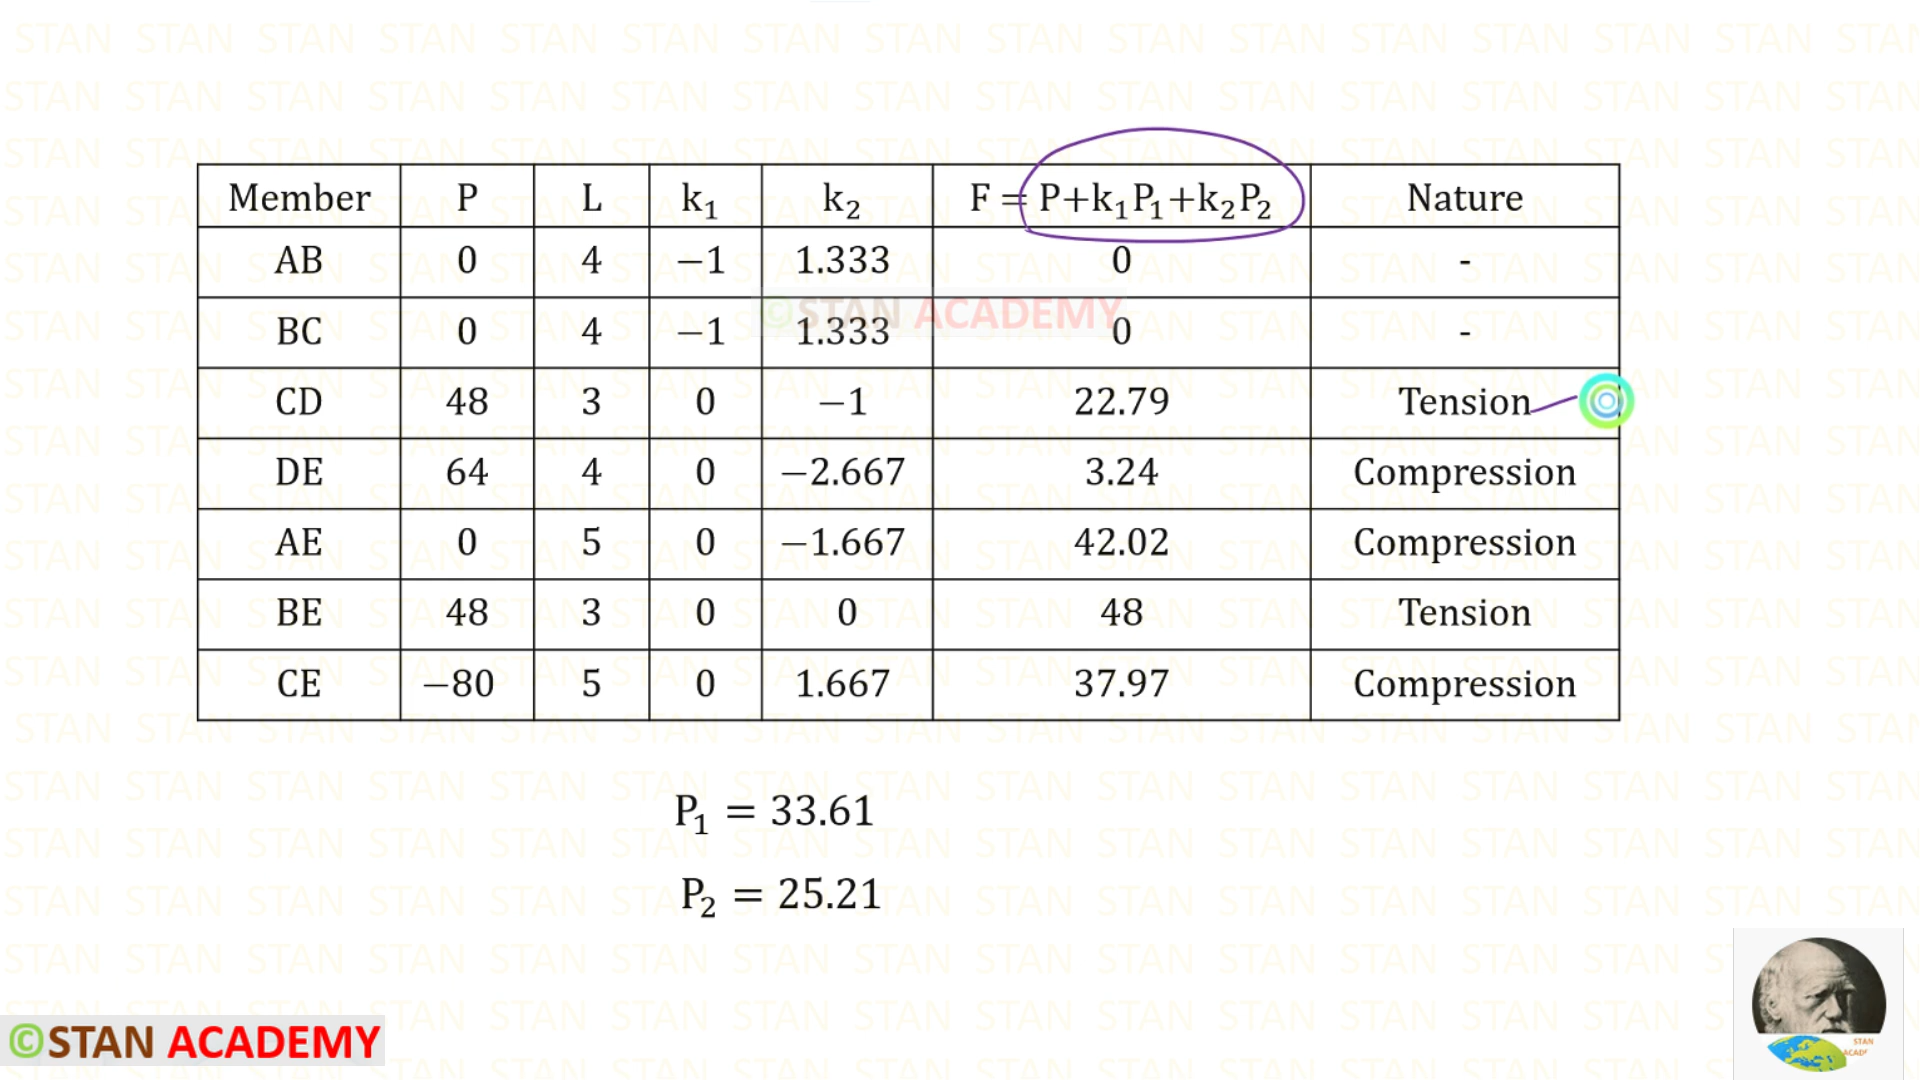 Member P L k₁ k₂ F = P+k₁P₁+k₂P₂ Nature
AB 0 4 −1 1.333 0 -
©STAN ACADEMY
BC 0 4 −1 1.333 0 -
CD 48 3 0 −1 22.79 Tension
DE 64 4 0 −2.667 3.24 Compression
AE 0 5 0 −1.667 42.02 Compression
BE 48 3 0 0 48 Tension
CE −80 5 0 1.667 37.97 Compression
P₁ = 33.61
P₂ = 25.21
©STAN ACADEMY
STAN